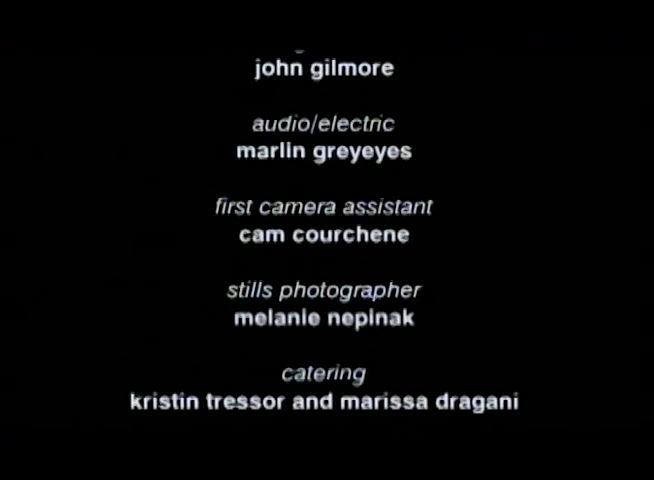 john gilmore
audio/electric
marlin greyeyes
first camera assistant
cam courchene
stills photographer
melanie nepinak
catering
kristin tressor and marissa dragani